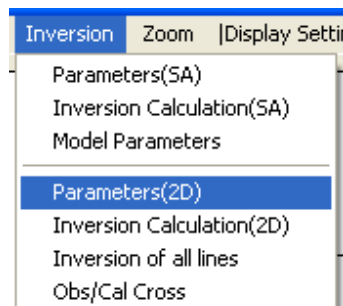 Inversion Zoom |Display Setti
Parameters(SA)
Inversion Calculation(SA)
Model Parameters
Parameters(2D)
Inversion Calculation(2D)
Inversion of all lines
Obs/Cal Cross